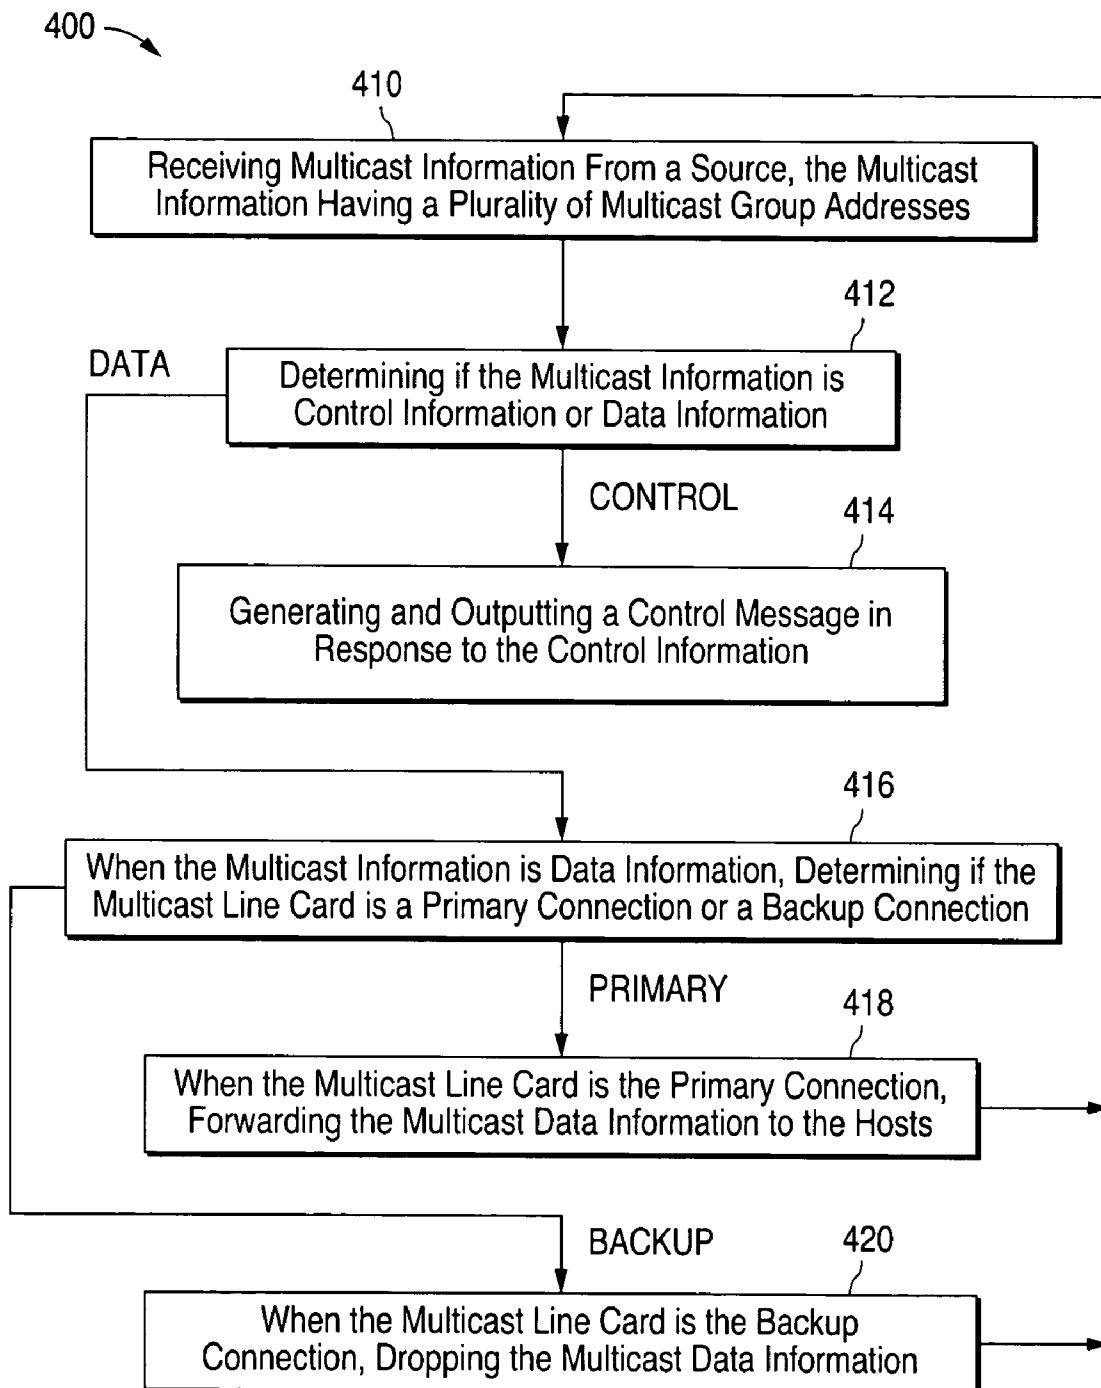 400
410
Receiving Multicast Information From a Source, the Multicast
Information Having a Plurality of Multicast Group Addresses
412
DATA
Determining if the Multicast Information is
Control Information or Data Information
CONTROL
414
Generating and Outputting a Control Message in
Response to the Control Information
416
When the Multicast Information is Data Information, Determining if the
Multicast Line Card is a Primary Connection or a Backup Connection
PRIMARY
418
When the Multicast Line Card is the Primary Connection,
Forwarding the Multicast Data Information to the Hosts
BACKUP
420
When the Multicast Line Card is the Backup
Connection, Dropping the Multicast Data Information